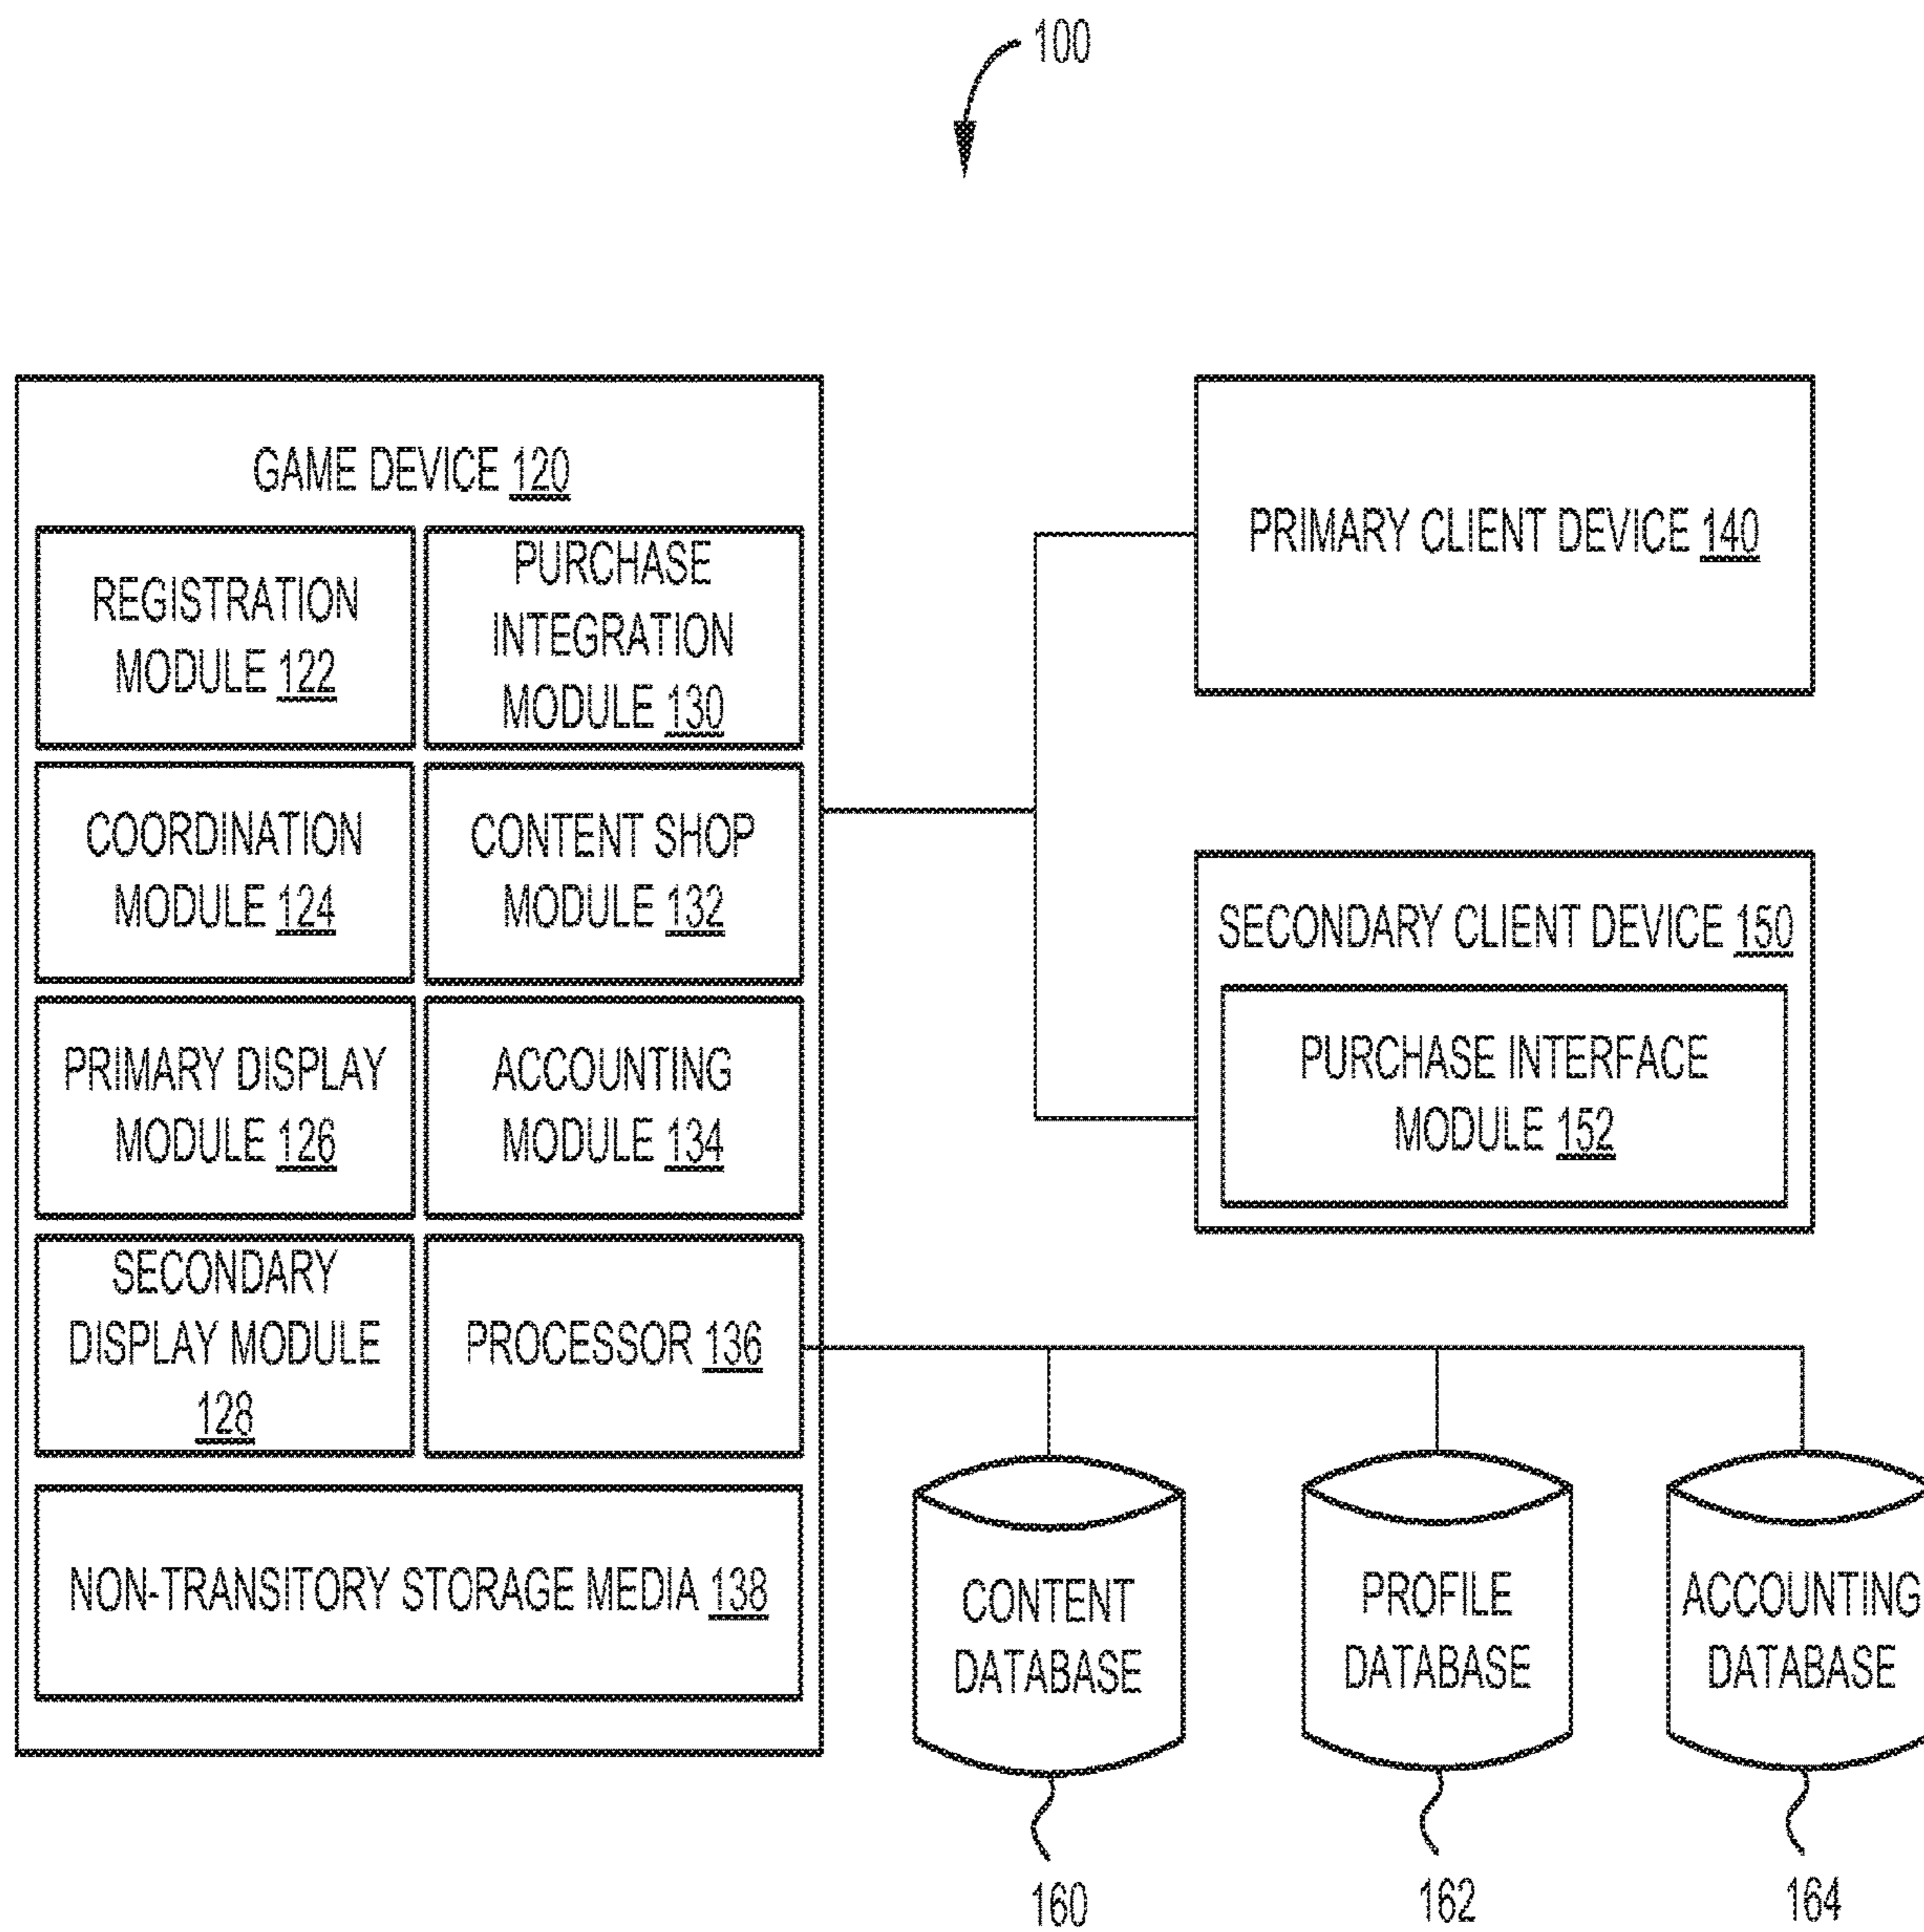 100
GAME DEVICE 120
REGISTRATION
MODULE 122
PURCHASE
INTEGRATION
MODULE 130
COORDINATION
MODULE 124
CONTENT SHOP
MODULE 132
PRIMARY DISPLAY
MODULE 126
ACCOUNTING
MODULE 134
SECONDARY
DISPLAY MODULE
128
PROCESSOR 136
NON-TRANSITORY STORAGE MEDIA 138
PRIMARY CLIENT DEVICE 140
SECONDARY CLIENT DEVICE 150
PURCHASE INTERFACE
MODULE 152
CONTENT
DATABASE
160
PROFILE
DATABASE
162
ACCOUNTING
DATABASE
164